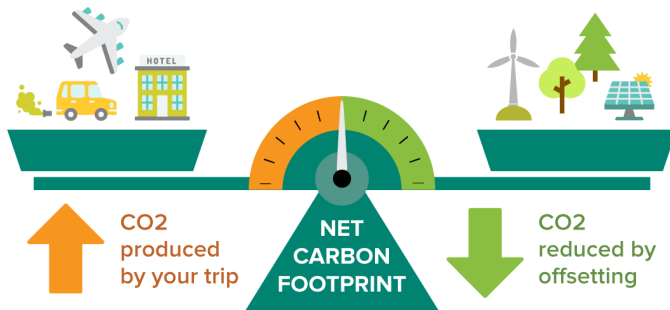 HOTEL
CO2
produced
by your trip
NET
CARBON
FOOTPRINT
CO2
reduced by
offsetting